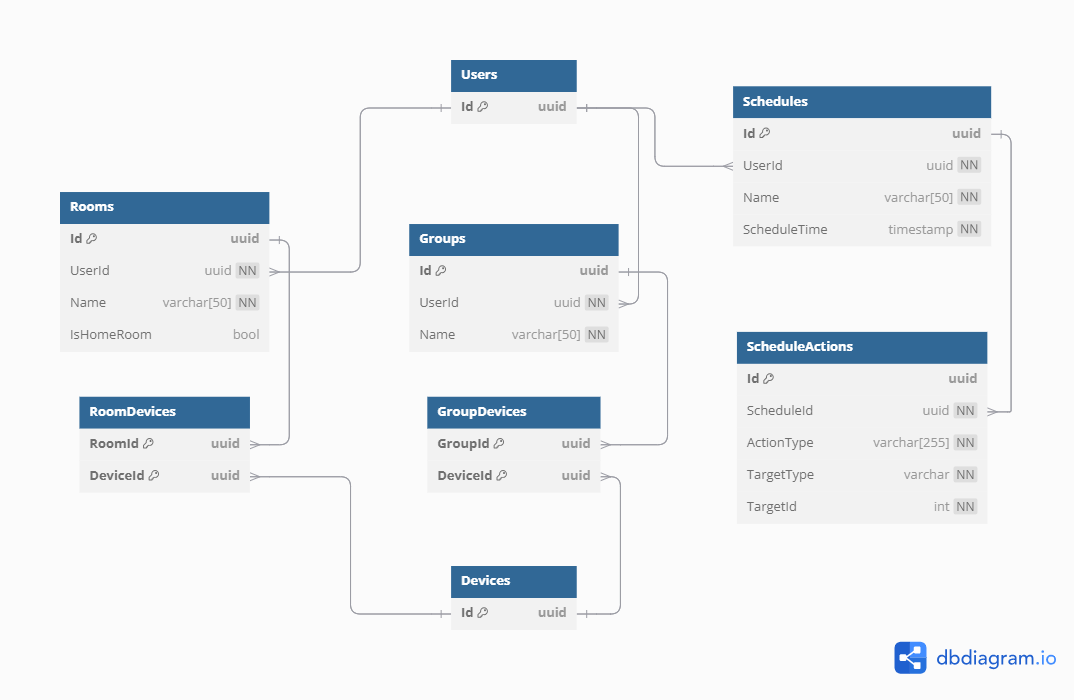 Users
Id uuid
Schedules
Id uuid
UserId uuid NN
Name varchar[50] NN
ScheduleTime timestamp NN
Rooms
Id uuid
UserId uuid NN
Name varchar[50] NN
IsHomeRoom bool
Groups
Id uuid
UserId uuid NN
Name varchar[50] NN
ScheduleActions
Id uuid
ScheduleId uuid NN
ActionType varchar[255] NN
TargetType varchar NN
TargetId int NN
RoomDevices
RoomId uuid
DeviceId uuid
GroupDevices
GroupId uuid
DeviceId uuid
Devices
Id uuid
dbdiagram.io